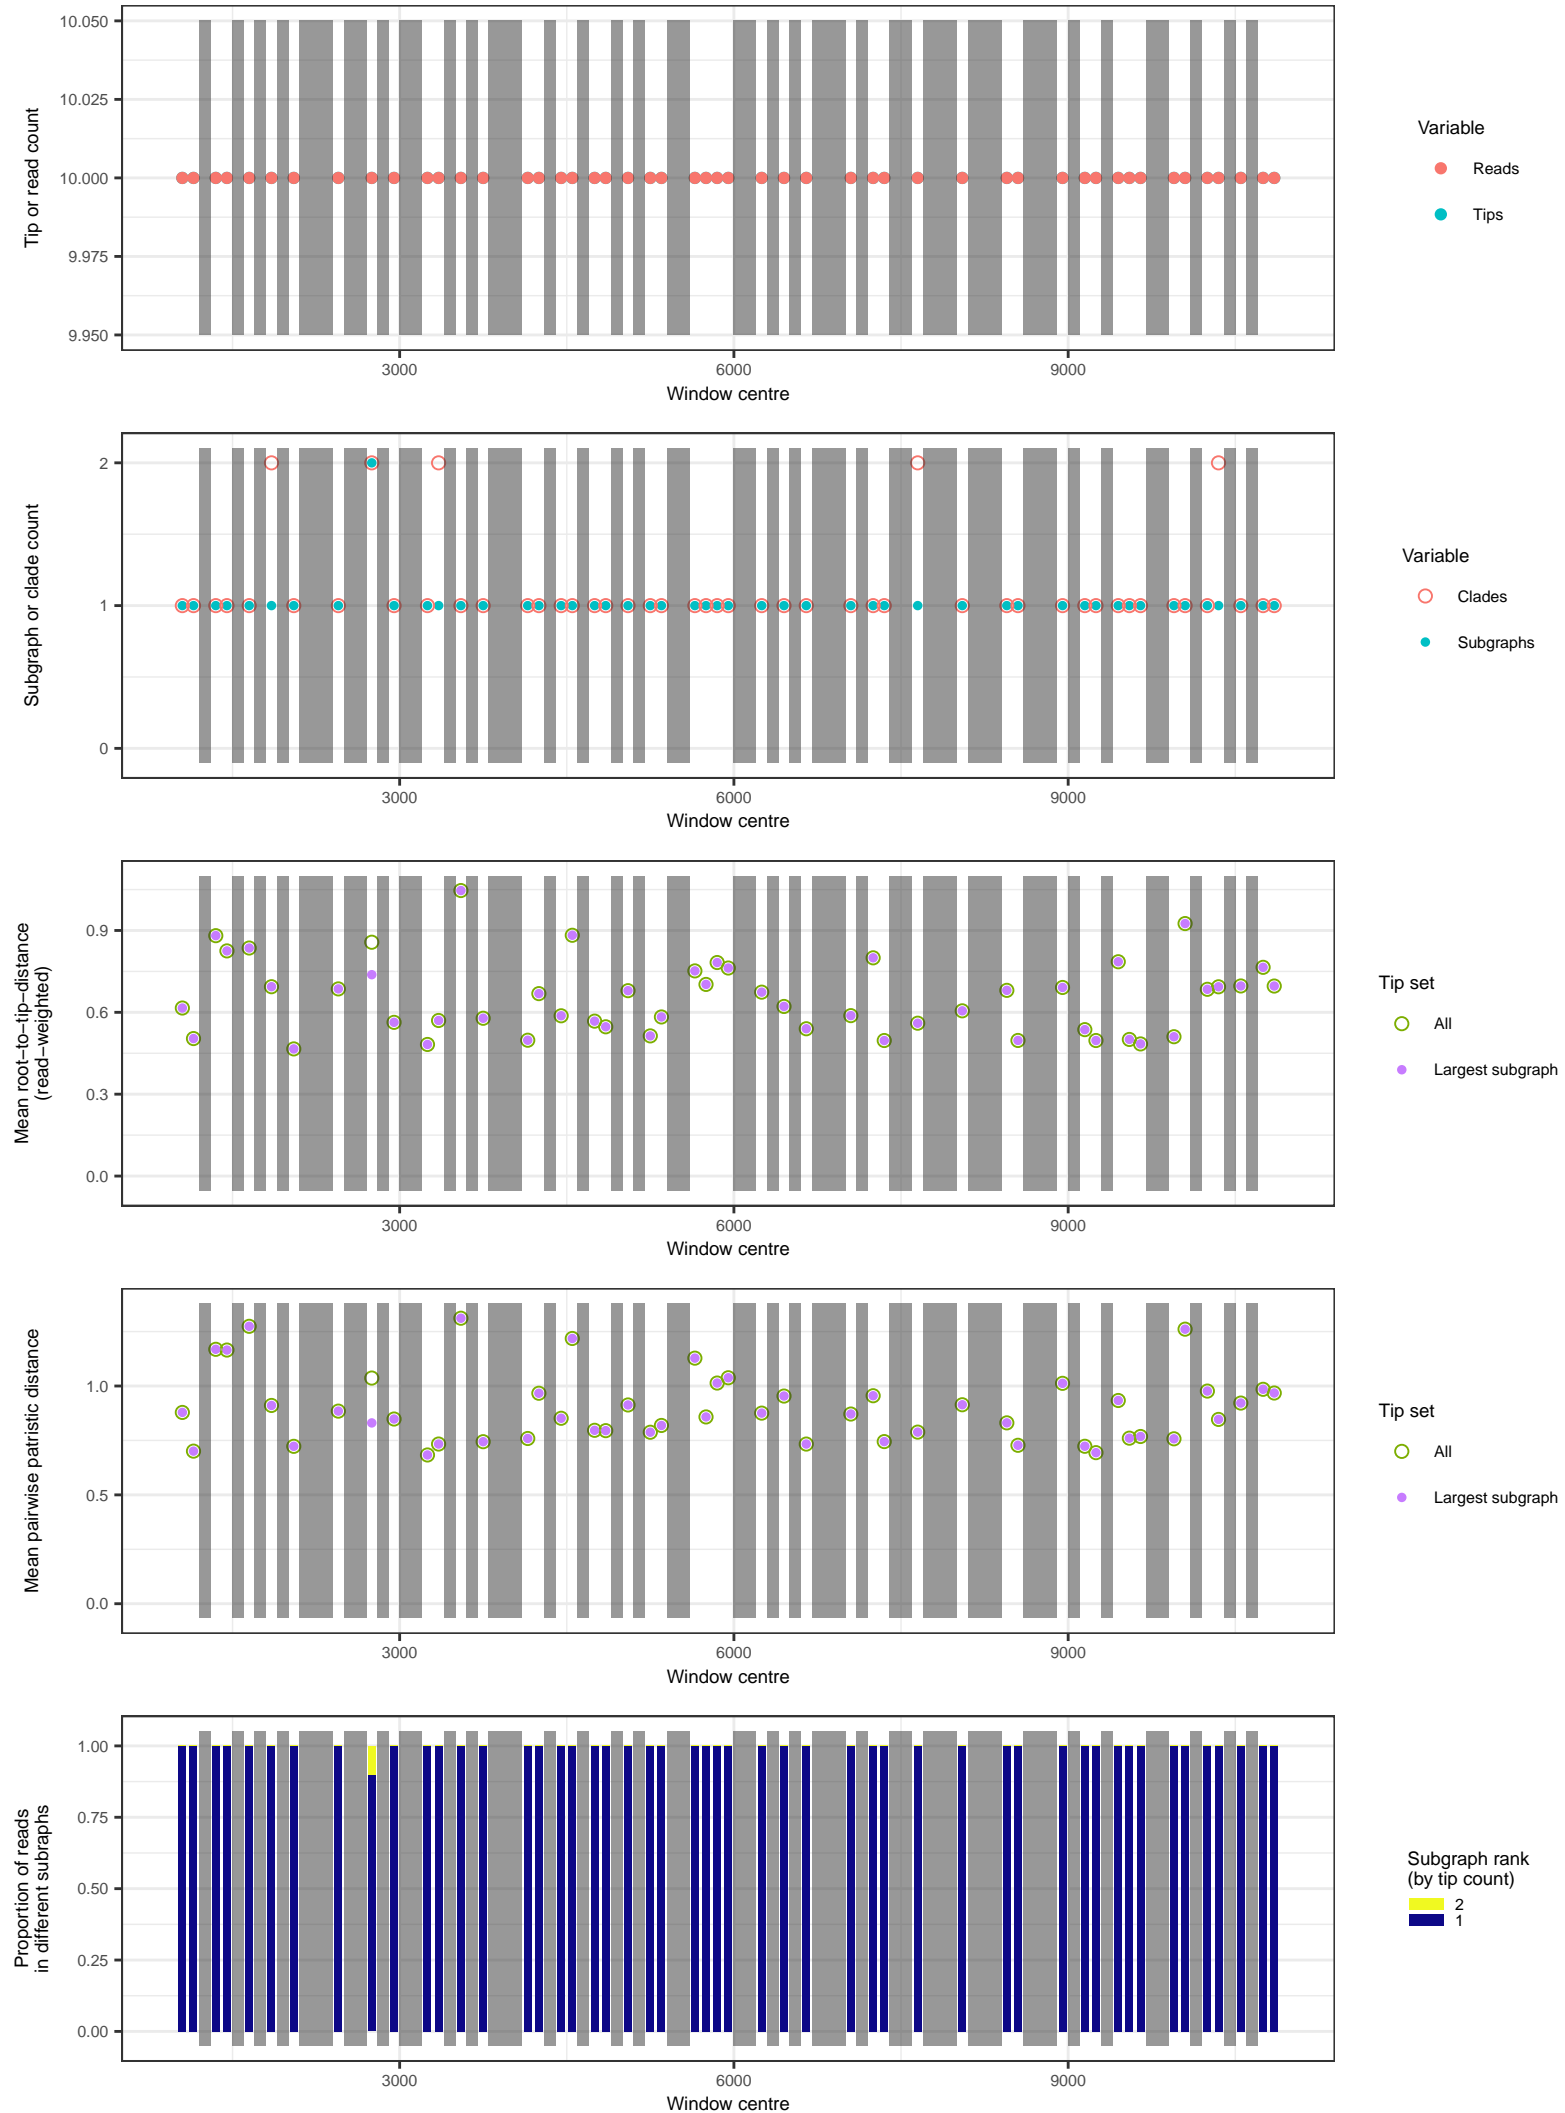 10.050
10.025
10.000
9.975
9.950
Tip or read count
3000
6000
9000
Window centre
Variable
Reads
Tips
2
1
0
Subgraph or clade count
3000
6000
9000
Window centre
Variable
Clades
Subgraphs
0.9
0.6
0.3
0.0
Mean root−to−tip−distance
(read−weighted)
3000
6000
9000
Window centre
Tip set
All
Largest subgraph
1.0
0.5
0.0
Mean pairwise patristic distance
3000
6000
9000
Window centre
Tip set
All
Largest subgraph
1.00
0.75
0.50
0.25
0.00
Proportion of reads
in different subraphs
3000
6000
9000
Window centre
Subgraph rank
(by tip count)
2
1